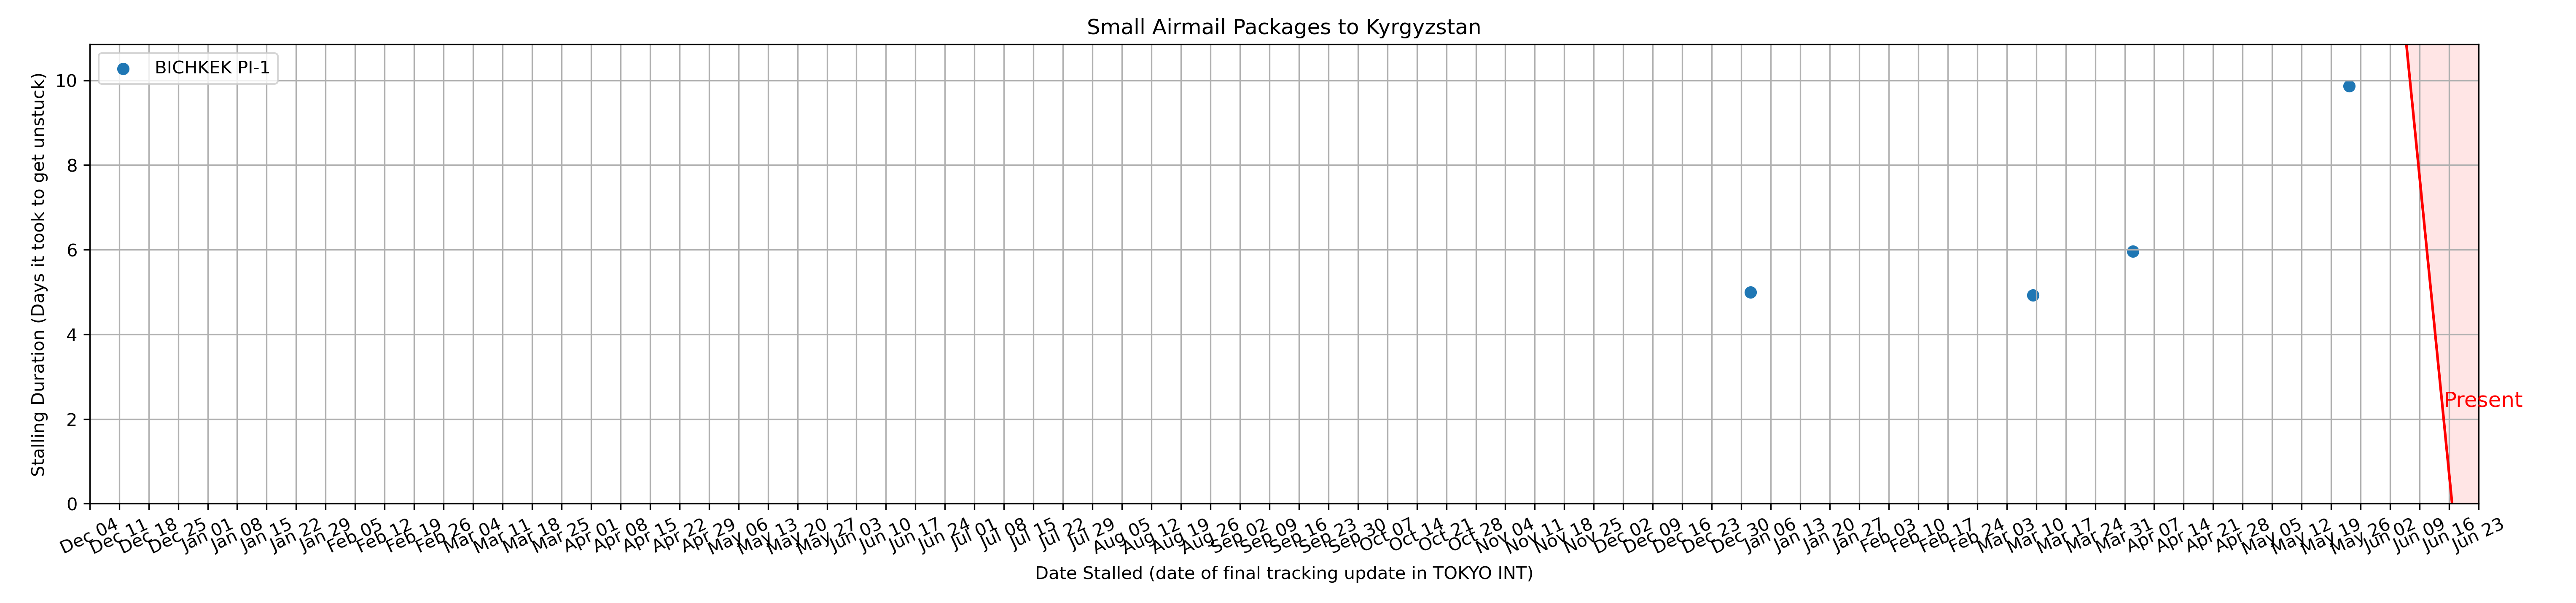 Small Airmail Packages to Kyrgyzstan
BICHKEK PI-1
Stalling Duration (Days it took to get unstuck)
10
8
6
4
2
0
Present
Dec 04
Dec 11
Dec 18
Dec 25
Jan 01
Jan 08
Jan 15
Jan 22
Jan 29
Feb 05
Feb 12
Feb 19
Feb 26
Mar 04
Mar 11
Mar 18
Mar 25
Apr 01
Apr 08
Apr 15
Apr 22
Apr 29
May 06
May 13
May 20
May 27
Jun 03
Jun 10
Jun 17
Jun 24
Jul 01
Jul 08
Jul 15
Jul 22
Jul 29
Aug 05
Aug 12
Aug 19
Aug 26
Sep 02
Sep 09
Sep 16
Sep 23
Sep 30
Oct 07
Oct 14
Oct 21
Oct 28
Nov 04
Nov 11
Nov 18
Nov 25
Dec 02
Dec 09
Dec 16
Dec 23
Dec 30
Jan 06
Jan 13
Jan 20
Jan 27
Feb 03
Feb 10
Feb 17
Feb 24
Mar 03
Mar 10
Mar 17
Mar 24
Mar 31
Apr 07
Apr 14
Apr 21
Apr 28
May 05
May 12
May 19
May 26
Jun 02
Jun 09
Jun 16
Jun 23
Date Stalled (date of final tracking update in TOKYO INT)